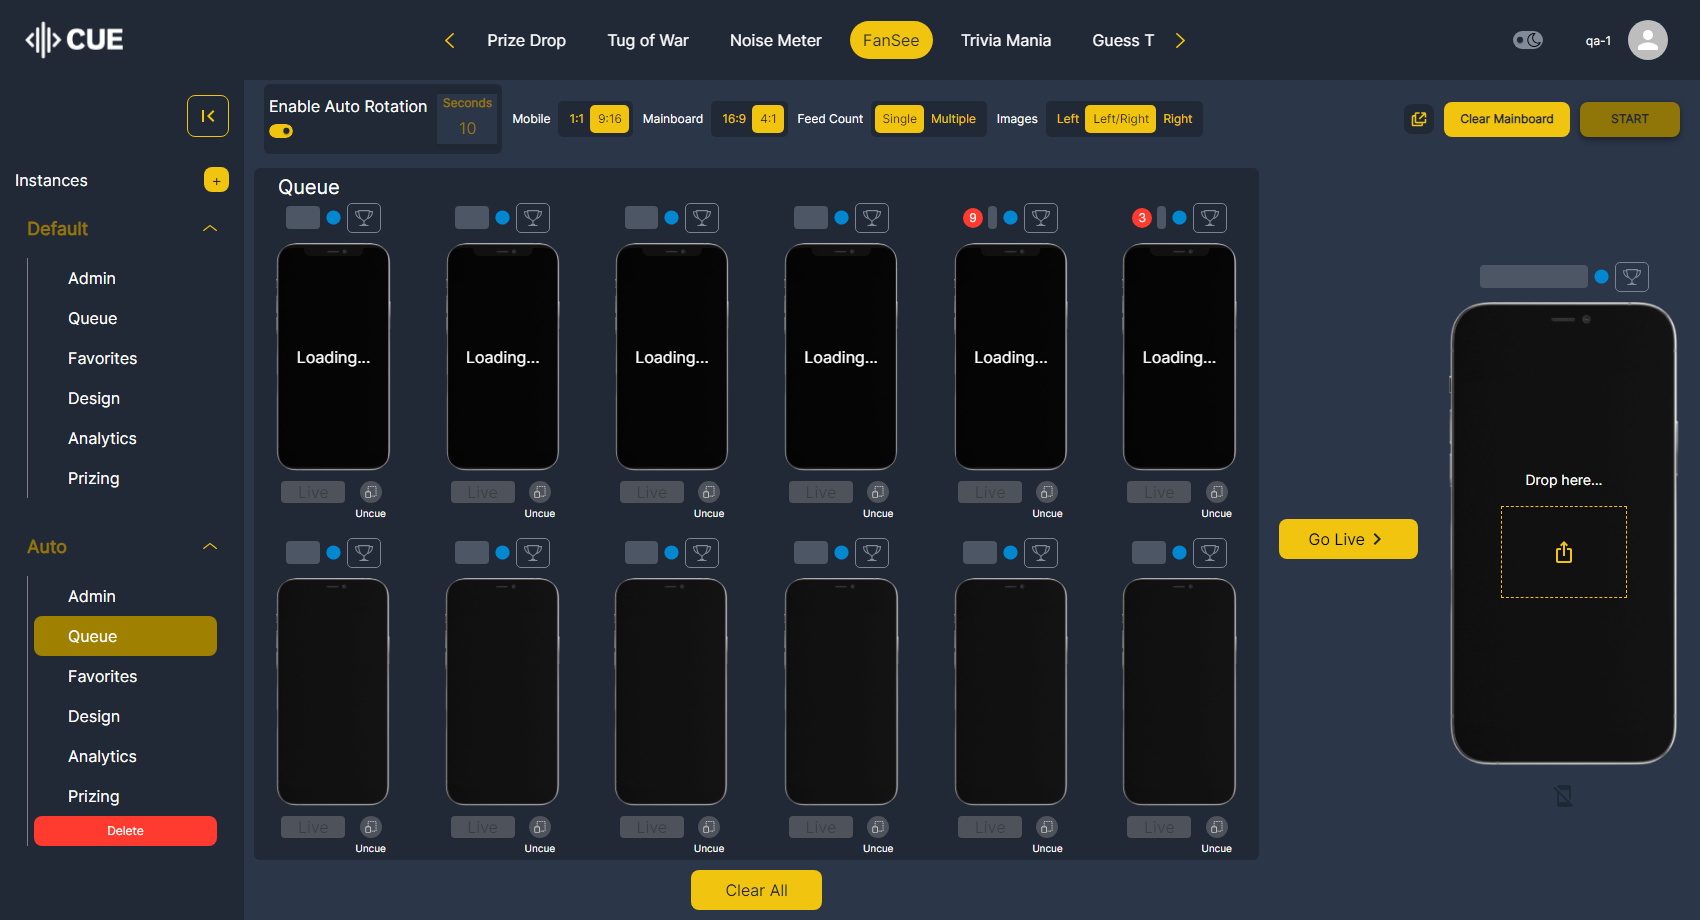 CUE
Prize Drop
Tug of War
Noise Meter
FanSee
Trivia Mania
Guess T
qa-1
Enable Auto Rotation
Seconds
10
Mobile
1:1
9:16
Mainboard
16:9
4:1
Feed Count
Single
Multiple
Images
Left
Left/Right
Right
Clear Mainboard
START
Instances
+
Default
Admin
Queue
Favorites
Design
Analytics
Prizing
Auto
Admin
Queue
Favorites
Design
Analytics
Prizing
Delete
Queue
9
3
Loading...
Loading...
Loading...
Loading...
Loading...
Loading...
Live
Live
Live
Live
Live
Live
Uncue
Uncue
Uncue
Uncue
Uncue
Uncue
Live
Live
Live
Live
Live
Live
Uncue
Uncue
Uncue
Uncue
Uncue
Uncue
Clear All
Go Live
Drop here...